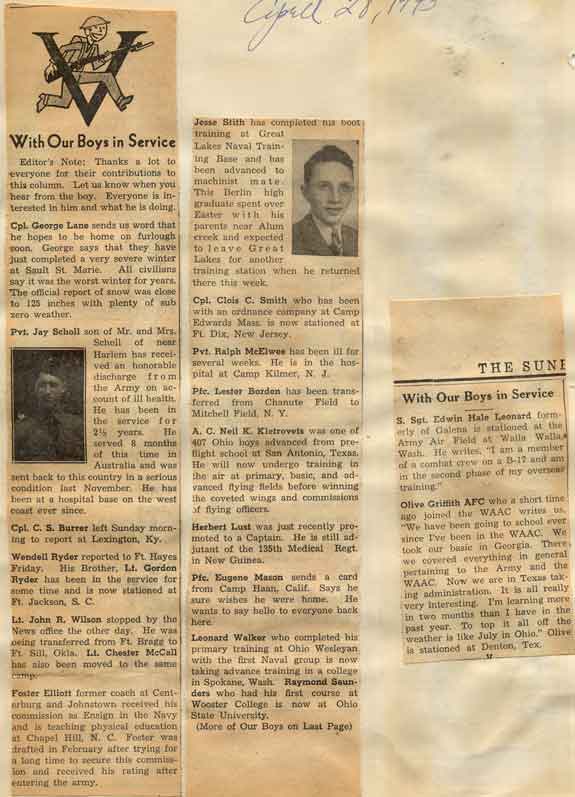 April 28, 1943
With Our Boys in Service
Editor's Note: Thanks a lot to
everyone for their contributions to
this column. Let us know when you
hear from the boy. Everyone is in-
terested in him and what he is doing.
Cpl. George Lane sends us word that
he hopes to be home on furlough
soon. George says that they have
just completed a very severe winter
at Sault St. Marie. All civilians
say it was the worst winter for years.
The official report of snow was close
to 125 inches with plenty of sub
zero weather.
Pvt. Jay Scholl son of Mr. and Mrs.
Scholl of near
Harlem has recei-
ved an honorable
discharge from
the Army on ac-
count of ill health.
He has been in
the service for
2½ years. He
served 8 months
of this time in
Australia and was
sent back to this country in a serious
condition last November. He has
been at a hospital base on the west
coast ever since.
Cpl. C. S. Burrer left Sunday morn-
ing to report at Lexington, Ky.
Wendell Ryder reported to Ft. Hayes
Friday. His Brother, Lt. Gordon
Ryder has been in the service for
some time and is now stationed at
Ft. Jackson, S. C.
Lt. John R. Wilson stopped by the
News office the other day. He was
being transferred from Ft. Bragg to
Ft. Sill, Okla. Lt. Chester McCall
has also been moved to the same
camp.
Foster Elliott former coach at Cent-
erburg and Johnstown received his
commission as Ensign in the Navy
and is teaching physical education
at Chapel Hill, N. C. Foster was
drafted in February after trying for
a long time to secure this commis-
sion and received his rating after
entering the army.
Jesse Stith has completed his boot
training at Great
Lakes Naval Train-
ing Base and has
been advanced to
machinist mate.
This Berlin high
graduate spent over
Easter with his
parents near Alum
creek and expected
to leave Great
Lakes for another
training station when he returned
there this week.
Cpl. Clois C. Smith who has been
with an ordnance company at Camp
Edwards Mass. is now stationed at
Ft. Dix, New Jersey.
Pvt. Ralph McElwee has been ill for
several weeks. He is in the hos-
pital at Camp Kilmer, N. J.
Pfc. Lester Borden has been trans-
ferred from Chanute Field to
Mitchell Field, N. Y.
A. C. Neil K. Kletrovets was one of
407 Ohio boys advanced from pre-
flight school at San Antonio, Texas.
He will now undergo training in
the air at primary, basic, and ad-
vanced flying fields before winning
the coveted wings and commissions
of flying officers.
Herbert Lust was just recently pro-
moted to a Captain. He is still ad-
jutant of the 135th Medical Regt.
in New Guinea.
Pfc. Eugene Mason sends a card
from Camp Haan, Calif. Says he
sure wishes he were home. He
wants to say hello to everyone back
here.
Leonard Walker who completed his
primary training at Ohio Wesleyan
with the first Naval group is now
taking advance training in a college
in Spokane, Wash. Raymond Saun-
ders who had his first course at
Wooster College is now at Ohio
State University.
(More of Our Boys on Last Page)
THE SUNB
With Our Boys in Service
S. Sgt. Edwin Hale Leonard form-
erly of Galena is stationed at the
Army Air Field at Walla Walla,
Wash. He writes, "I am a member
of a combat crew on a B-17 and am
in the second phase of my overseas
training."
Olive Griffith AFC who a short time
ago joined the WAAC writes us,
"We have been going to school ever
since I've been in the WAAC. We
took our basic in Georgia. There
we covered everything in general
pertaining to the Army and the
WAAC. Now we are in Texas tak-
ing administration. It is all really
very interesting. I'm learning more
in two months than I have in the
past year. To top it all off the
weather is like July in Ohio." Olive
is stationed at Denton, Tex.